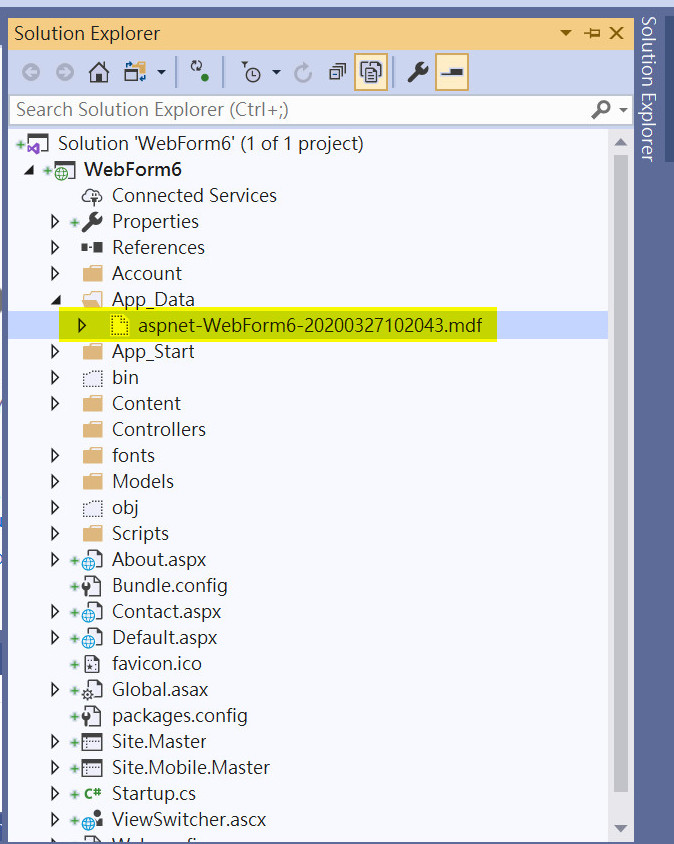 Solution Explorer
Search Solution Explorer (Ctrl+;)
Solution 'WebForm6' (1 of 1 project)
WebForm6
Connected Services
Properties
References
Account
App_Data
aspnet-WebForm6-20200327102043.mdf
App_Start
bin
Content
Controllers
fonts
Models
obj
Scripts
About.aspx
Bundle.config
Contact.aspx
Default.aspx
favicon.ico
Global.asax
packages.config
Site.Master
Site.Mobile.Master
C# Startup.cs
ViewSwitcher.ascx
Solution Explorer